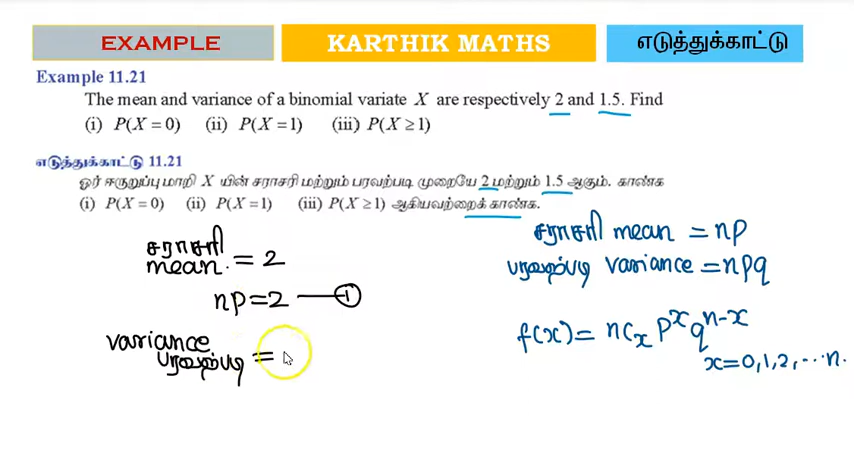 EXAMPLE
KARTHIK MATHS
எடுத்துக்காட்டு
Example 11.21
The mean and variance of a binomial variate X are respectively 2 and 1.5. Find
(i) P(X = 0) (ii) P(X = 1) (iii) P(X ≥ 1)
எடுத்துக்காட்டு 11.21
ஓர் ஈருறுப்பு மாறி X யின் சராசரி மற்றும் பரவற்படி முறையே 2 மற்றும் 1.5 ஆகும். காண்க
(i) P(X = 0) (ii) P(X = 1) (iii) P(X ≥ 1) ஆகியவற்றைக் காண்க.
சராசரி
mean = 2
np = 2 —①
variance
பரவற்படி =
சராசரி mean = np
பரவற்படி variance = npq
f(x) = nCₓ pˣ qⁿ⁻ˣ
x = 0, 1, 2, ... n.